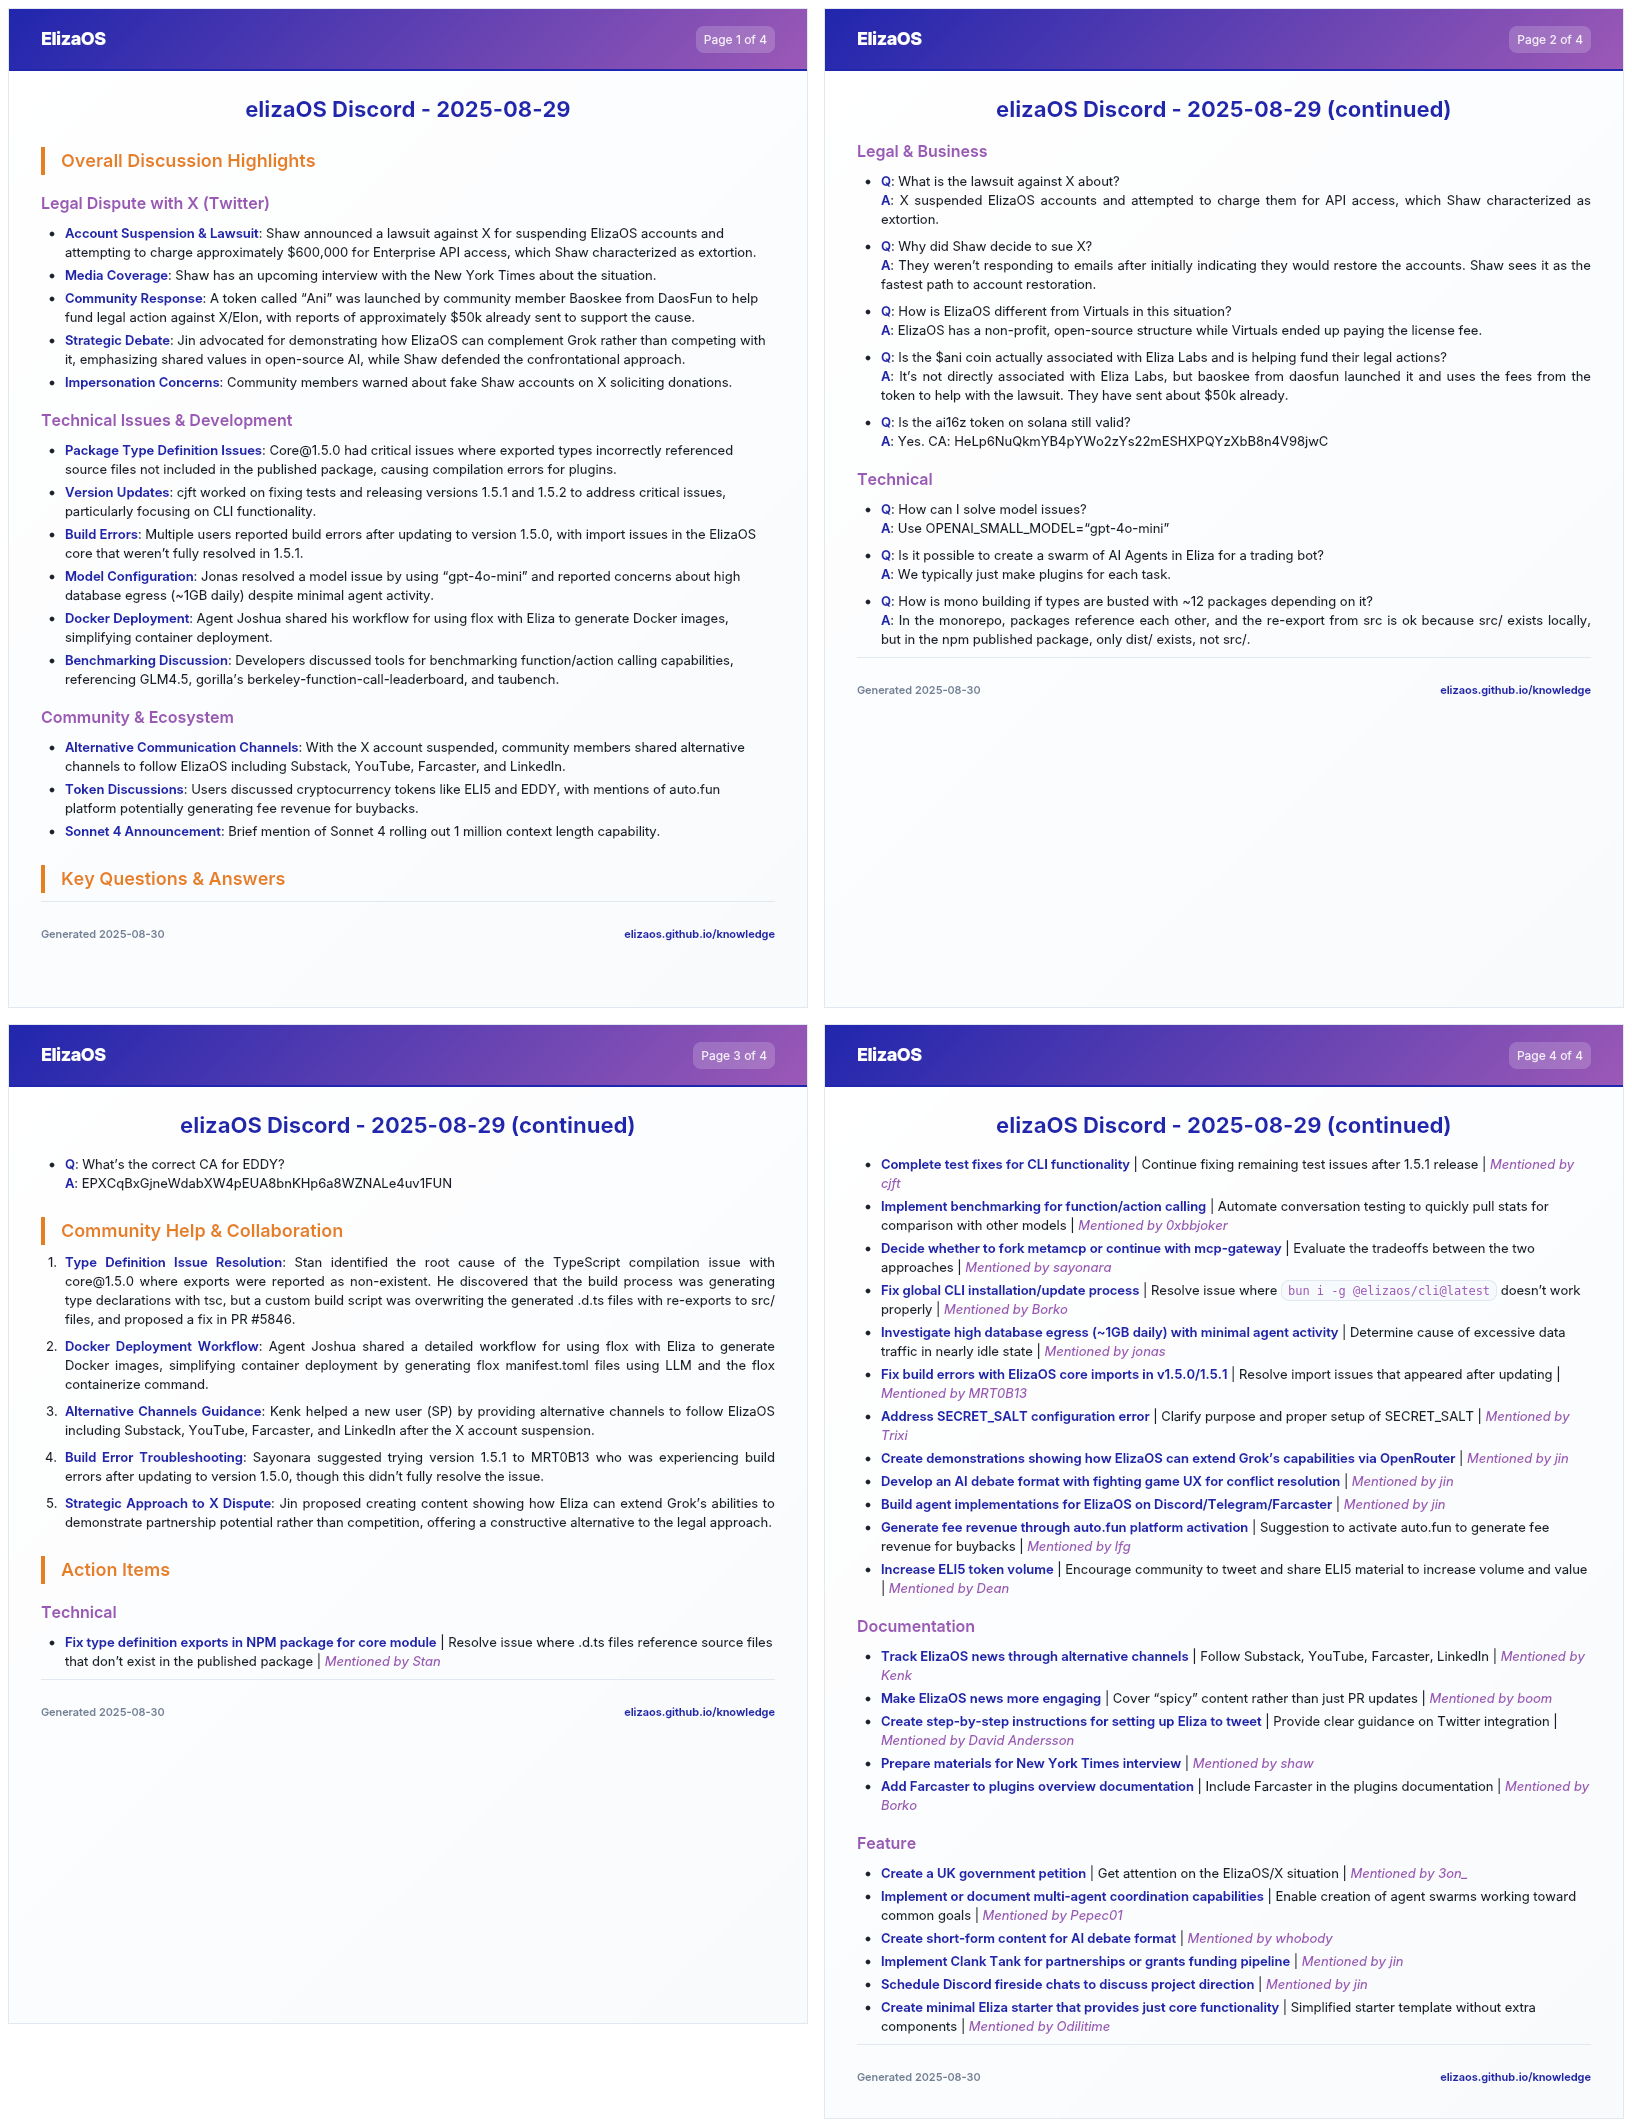 ElizaOS
Page 1 of 4
elizaOS Discord - 2025-08-29
Overall Discussion Highlights
Legal Dispute with X (Twitter)
• Account Suspension & Lawsuit: Shaw announced a lawsuit against X for suspending ElizaOS accounts and
attempting to charge approximately $600,000 for Enterprise API access, which Shaw characterized as extortion.
• Media Coverage: Shaw has an upcoming interview with the New York Times about the situation.
• Community Response: A token called “Ani” was launched by community member Baoskee from DaosFun to help
fund legal action against X/Elon, with reports of approximately $50k already sent to support the cause.
• Strategic Debate: Jin advocated for demonstrating how ElizaOS can complement Grok rather than competing with
it, emphasizing shared values in open-source AI, while Shaw defended the confrontational approach.
• Impersonation Concerns: Community members warned about fake Shaw accounts on X soliciting donations.
Technical Issues & Development
• Package Type Definition Issues: Core@1.5.0 had critical issues where exported types incorrectly referenced
source files not included in the published package, causing compilation errors for plugins.
• Version Updates: cjft worked on fixing tests and releasing versions 1.5.1 and 1.5.2 to address critical issues,
particularly focusing on CLI functionality.
• Build Errors: Multiple users reported build errors after updating to version 1.5.0, with import issues in the ElizaOS
core that weren’t fully resolved in 1.5.1.
• Model Configuration: Jonas resolved a model issue by using “gpt-4o-mini” and reported concerns about high
database egress (~1GB daily) despite minimal agent activity.
• Docker Deployment: Agent Joshua shared his workflow for using flox with Eliza to generate Docker images,
simplifying container deployment.
• Benchmarking Discussion: Developers discussed tools for benchmarking function/action calling capabilities,
referencing GLM4.5, gorilla’s berkeley-function-call-leaderboard, and taubench.
Community & Ecosystem
• Alternative Communication Channels: With the X account suspended, community members shared alternative
channels to follow ElizaOS including Substack, YouTube, Farcaster, and LinkedIn.
• Token Discussions: Users discussed cryptocurrency tokens like ELI5 and EDDY, with mentions of auto.fun
platform potentially generating fee revenue for buybacks.
• Sonnet 4 Announcement: Brief mention of Sonnet 4 rolling out 1 million context length capability.
Key Questions & Answers
Generated 2025-08-30
elizaos.github.io/knowledge
ElizaOS
Page 2 of 4
elizaOS Discord - 2025-08-29 (continued)
Legal & Business
• Q: What is the lawsuit against X about?
A: X suspended ElizaOS accounts and attempted to charge them for API access, which Shaw characterized as
extortion.
• Q: Why did Shaw decide to sue X?
A: They weren’t responding to emails after initially indicating they would restore the accounts. Shaw sees it as the
fastest path to account restoration.
• Q: How is ElizaOS different from Virtuals in this situation?
A: ElizaOS has a non-profit, open-source structure while Virtuals ended up paying the license fee.
• Q: Is the $ani coin actually associated with Eliza Labs and is helping fund their legal actions?
A: It’s not directly associated with Eliza Labs, but baoskee from daosfun launched it and uses the fees from the
token to help with the lawsuit. They have sent about $50k already.
• Q: Is the ai16z token on solana still valid?
A: Yes. CA: HeLp6NuQkmYB4pYWo2zYs22mESHXPQYzXbB8n4V98jwC
Technical
• Q: How can I solve model issues?
A: Use OPENAI_SMALL_MODEL=“gpt-4o-mini”
• Q: Is it possible to create a swarm of AI Agents in Eliza for a trading bot?
A: We typically just make plugins for each task.
• Q: How is mono building if types are busted with ~12 packages depending on it?
A: In the monorepo, packages reference each other, and the re-export from src is ok because src/ exists locally,
but in the npm published package, only dist/ exists, not src/.
Generated 2025-08-30
elizaos.github.io/knowledge
ElizaOS
Page 3 of 4
elizaOS Discord - 2025-08-29 (continued)
• Q: What’s the correct CA for EDDY?
A: EPXCqBxGjneWdabXW4pEUA8bnKHp6a8WZNALe4uv1FUN
Community Help & Collaboration
1. Type Definition Issue Resolution: Stan identified the root cause of the TypeScript compilation issue with
core@1.5.0 where exports were reported as non-existent. He discovered that the build process was generating
type declarations with tsc, but a custom build script was overwriting the generated .d.ts files with re-exports to src/
files, and proposed a fix in PR #5846.
2. Docker Deployment Workflow: Agent Joshua shared a detailed workflow for using flox with Eliza to generate
Docker images, simplifying container deployment by generating flox manifest.toml files using LLM and the flox
containerize command.
3. Alternative Channels Guidance: Kenk helped a new user (SP) by providing alternative channels to follow ElizaOS
including Substack, YouTube, Farcaster, and LinkedIn after the X account suspension.
4. Build Error Troubleshooting: Sayonara suggested trying version 1.5.1 to MRT0B13 who was experiencing build
errors after updating to version 1.5.0, though this didn’t fully resolve the issue.
5. Strategic Approach to X Dispute: Jin proposed creating content showing how Eliza can extend Grok’s abilities to
demonstrate partnership potential rather than competition, offering a constructive alternative to the legal approach.
Action Items
Technical
• Fix type definition exports in NPM package for core module | Resolve issue where .d.ts files reference source files
that don’t exist in the published package | Mentioned by Stan
Generated 2025-08-30
elizaos.github.io/knowledge
ElizaOS
Page 4 of 4
elizaOS Discord - 2025-08-29 (continued)
• Complete test fixes for CLI functionality | Continue fixing remaining test issues after 1.5.1 release | Mentioned by
cjft
• Implement benchmarking for function/action calling | Automate conversation testing to quickly pull stats for
comparison with other models | Mentioned by 0xbbjoker
• Decide whether to fork metamcp or continue with mcp-gateway | Evaluate the tradeoffs between the two
approaches | Mentioned by sayonara
• Fix global CLI installation/update process | Resolve issue where bun i -g @elizaos/cli@latest doesn’t work
properly | Mentioned by Borko
• Investigate high database egress (~1GB daily) with minimal agent activity | Determine cause of excessive data
traffic in nearly idle state | Mentioned by jonas
• Fix build errors with ElizaOS core imports in v1.5.0/1.5.1 | Resolve import issues that appeared after updating |
Mentioned by MRT0B13
• Address SECRET_SALT configuration error | Clarify purpose and proper setup of SECRET_SALT | Mentioned by
Trixi
• Create demonstrations showing how ElizaOS can extend Grok’s capabilities via OpenRouter | Mentioned by jin
• Develop an AI debate format with fighting game UX for conflict resolution | Mentioned by jin
• Build agent implementations for ElizaOS on Discord/Telegram/Farcaster | Mentioned by jin
• Generate fee revenue through auto.fun platform activation | Suggestion to activate auto.fun to generate fee
revenue for buybacks | Mentioned by lfg
• Increase ELI5 token volume | Encourage community to tweet and share ELI5 material to increase volume and value
| Mentioned by Dean
Documentation
• Track ElizaOS news through alternative channels | Follow Substack, YouTube, Farcaster, LinkedIn | Mentioned by
Kenk
• Make ElizaOS news more engaging | Cover “spicy” content rather than just PR updates | Mentioned by boom
• Create step-by-step instructions for setting up Eliza to tweet | Provide clear guidance on Twitter integration |
Mentioned by David Andersson
• Prepare materials for New York Times interview | Mentioned by shaw
• Add Farcaster to plugins overview documentation | Include Farcaster in the plugins documentation | Mentioned by
Borko
Feature
• Create a UK government petition | Get attention on the ElizaOS/X situation | Mentioned by 3on_
• Implement or document multi-agent coordination capabilities | Enable creation of agent swarms working toward
common goals | Mentioned by Pepec01
• Create short-form content for AI debate format | Mentioned by whobody
• Implement Clank Tank for partnerships or grants funding pipeline | Mentioned by jin
• Schedule Discord fireside chats to discuss project direction | Mentioned by jin
• Create minimal Eliza starter that provides just core functionality | Simplified starter template without extra
components | Mentioned by Odilitime
Generated 2025-08-30
elizaos.github.io/knowledge